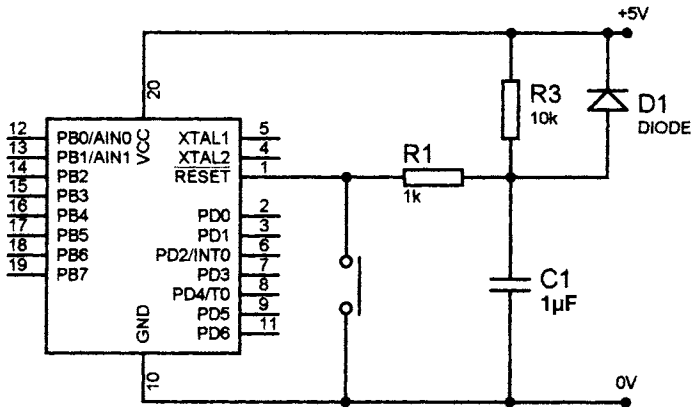 +5V
20
R3
10k
D1
DIODE
12 PB0/AIN0
13 PB1/AIN1
14 PB2
15 PB3
16 PB4
17 PB5
18 PB6
19 PB7
VCC
XTAL1 5
XTAL2 4
RESET 1
PD0 2
PD1 3
PD2/INT0 6
PD3 7
PD4/T0 8
PD5 9
PD6 11
GND
10
R1
1k
C1
1µF
0V